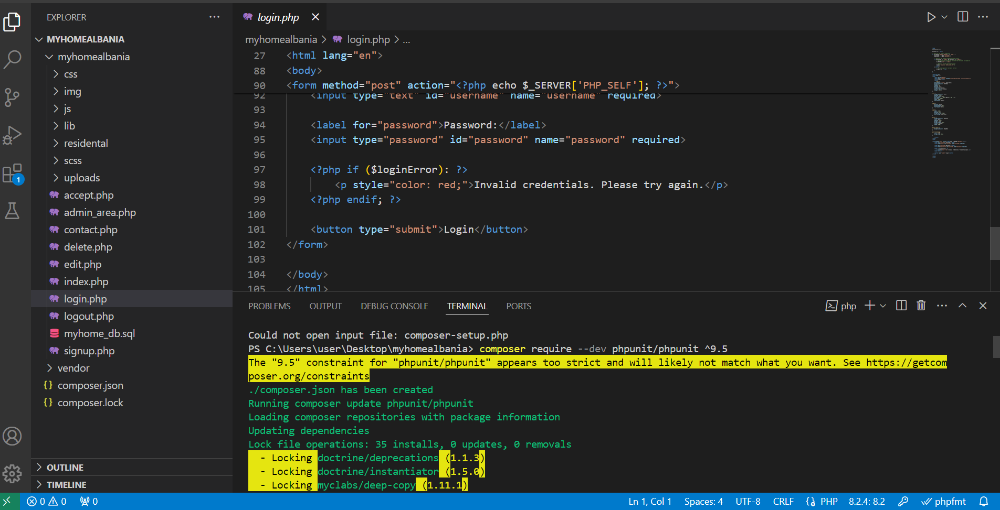 EXPLORER
MYHOMEALBANIA
myhomealbania
css
img
js
lib
residental
scss
uploads
accept.php
admin_area.php
contact.php
delete.php
edit.php
index.php
login.php
logout.php
myhome_db.sql
signup.php
vendor
{} composer.json
{} composer.lock
OUTLINE
TIMELINE
1
login.php
myhomealbania > login.php > ...
27 <html lang="en">
88 <body>
90 <form method="post" action="<?php echo $_SERVER['PHP_SELF']; ?>">
92 <input type="text" id="username" name="username" required>
93
94 <label for="password">Password:</label>
95 <input type="password" id="password" name="password" required>
96
97 <?php if ($loginError): ?>
98 <p style="color: red;">Invalid credentials. Please try again.</p>
99 <?php endif; ?>
100
101 <button type="submit">Login</button>
102 </form>
103
104 </body>
105 </html>
PROBLEMS OUTPUT DEBUG CONSOLE TERMINAL PORTS
php
Could not open input file: composer-setup.php
PS C:\Users\user\Desktop\myhomealbania> composer require --dev phpunit/phpunit ^9.5
The "9.5" constraint for "phpunit/phpunit" appears too strict and will likely not match what you want. See https://getcom
poser.org/constraints
./composer.json has been created
Running composer update phpunit/phpunit
Loading composer repositories with package information
Updating dependencies
Lock file operations: 35 installs, 0 updates, 0 removals
- Locking doctrine/deprecations (1.1.3)
- Locking doctrine/instantiator (1.5.0)
- Locking myclabs/deep-copy (1.11.1)
0 0 0
Ln 1, Col 1 Spaces: 4 UTF-8 CRLF {} PHP 8.2.4: 8.2 phpfmt